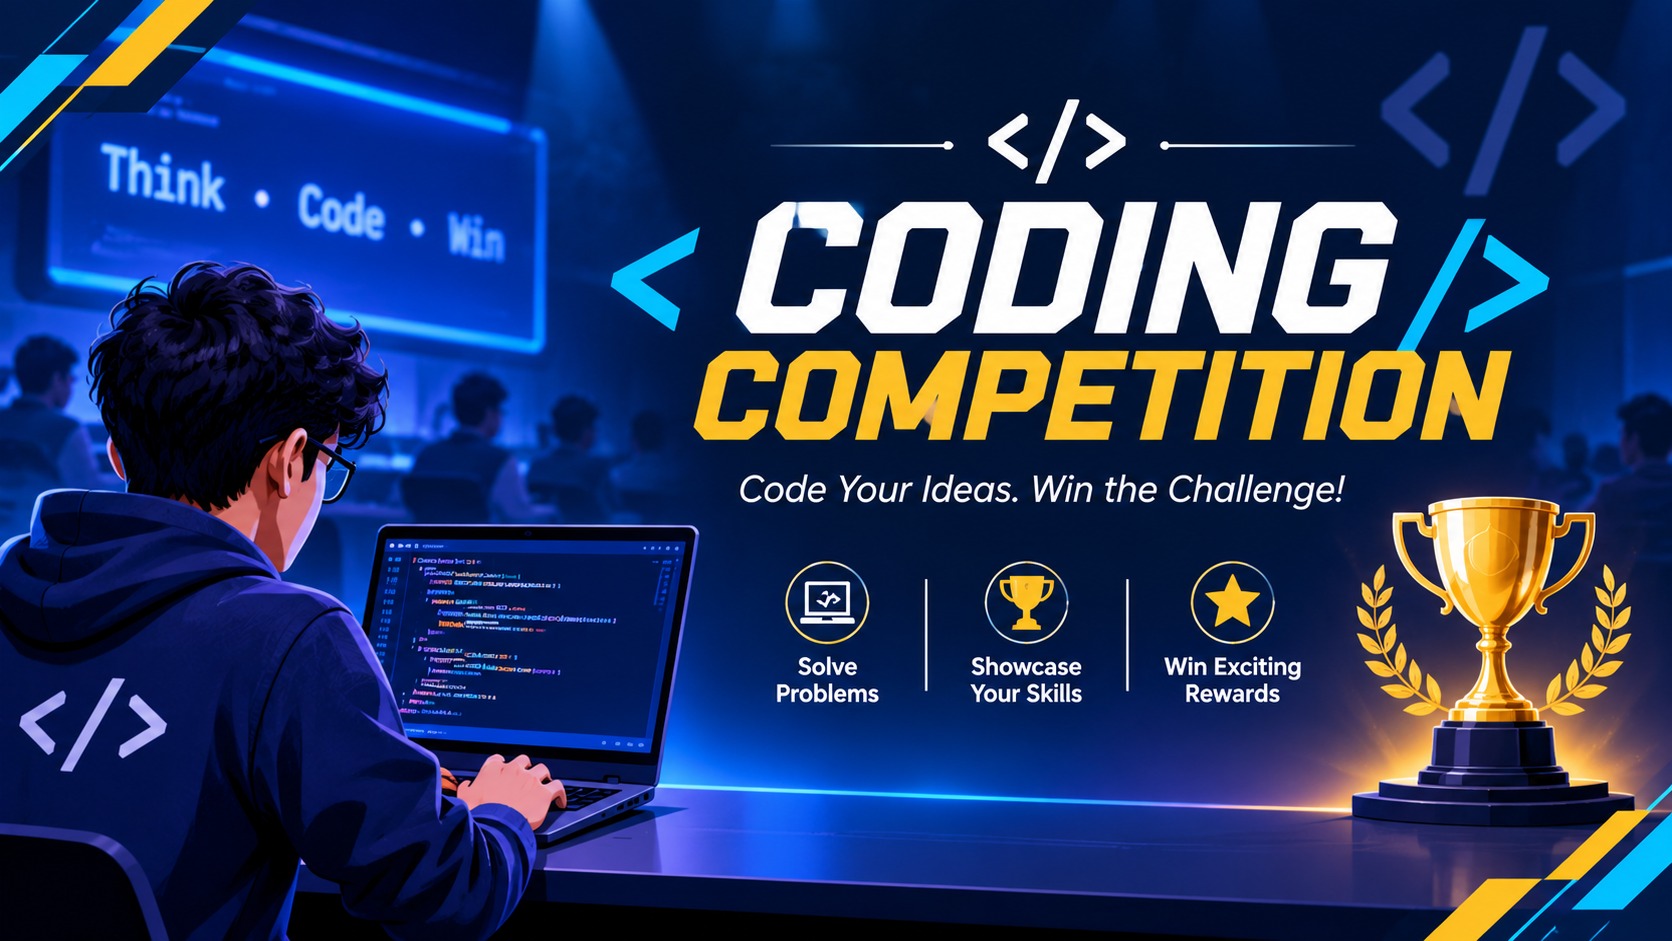 Think • Code • Win
</>
</>
< CODING />
COMPETITION
Code Your Ideas. Win the Challenge!
Solve
Problems
Showcase
Your Skills
Win Exciting
Rewards
</>